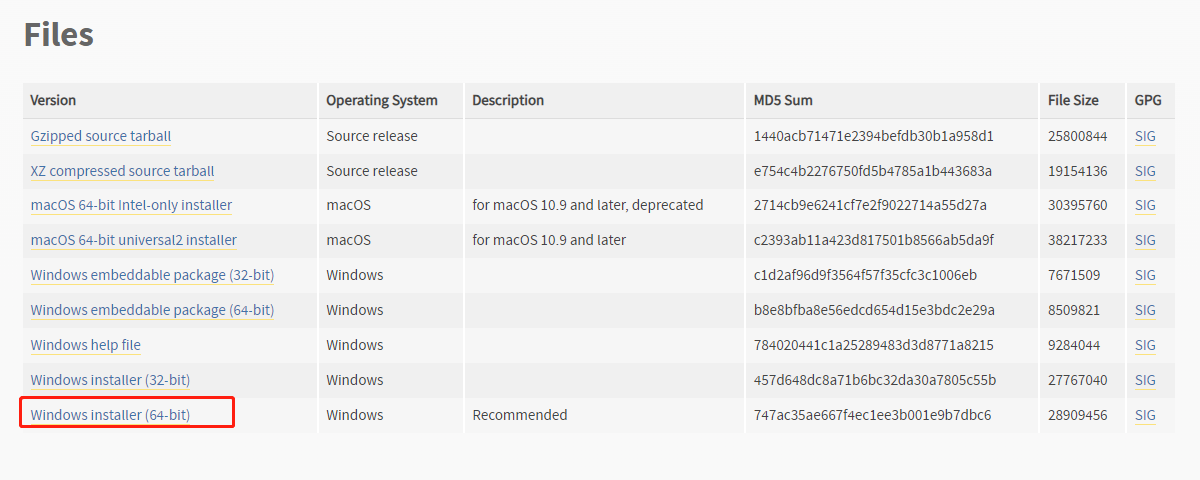 Files
Version Operating System Description MD5 Sum File Size GPG
Gzipped source tarball Source release 1440acb71471e2394befdb30b1a958d1 25800844 SIG
XZ compressed source tarball Source release e754c4b2276750fd5b4785a1b443683a 19154136 SIG
macOS 64-bit Intel-only installer macOS for macOS 10.9 and later, deprecated 2714cb9e6241cf7e2f9022714a55d27a 30395760 SIG
macOS 64-bit universal2 installer macOS for macOS 10.9 and later c2393ab11a423d817501b8566ab5da9f 38217233 SIG
Windows embeddable package (32-bit) Windows c1d2af96d9f3564f57f35cfc3c1006eb 7671509 SIG
Windows embeddable package (64-bit) Windows b8e8bfba8e56edcd654d15e3bdc2e29a 8509821 SIG
Windows help file Windows 784020441c1a25289483d3d8771a8215 9284044 SIG
Windows installer (32-bit) Windows 457d648dc8a71b6bc32da30a7805c55b 27767040 SIG
Windows installer (64-bit) Windows Recommended 747ac35ae667f4ec1ee3b001e9b7dbc6 28909456 SIG